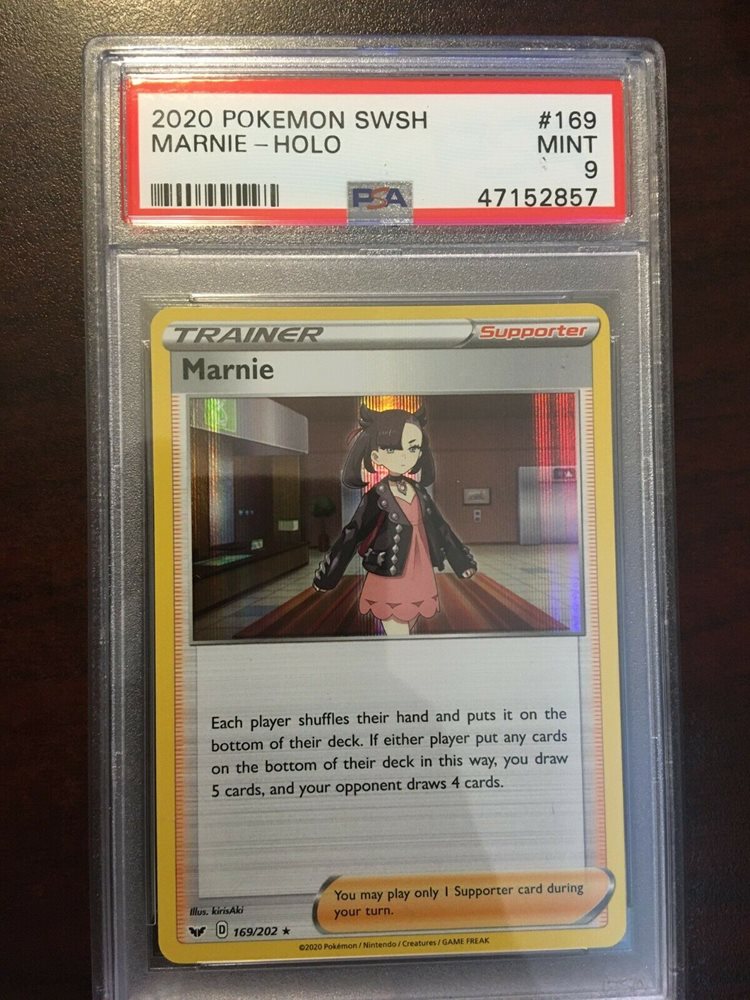 2020 POKEMON SWSH #169
MARNIE - HOLO MINT
9
PSA 47152857
TRAINER Supporter
Marnie
Each player shuffles their hand and puts it on the
bottom of their deck. If either player put any cards
on the bottom of their deck in this way, you draw
5 cards, and your opponent draws 4 cards.
You may play only 1 Supporter card during
your turn.
Illus. kirisAki
D 169/202 ★
©2020 Pokémon / Nintendo / Creatures / GAME FREAK